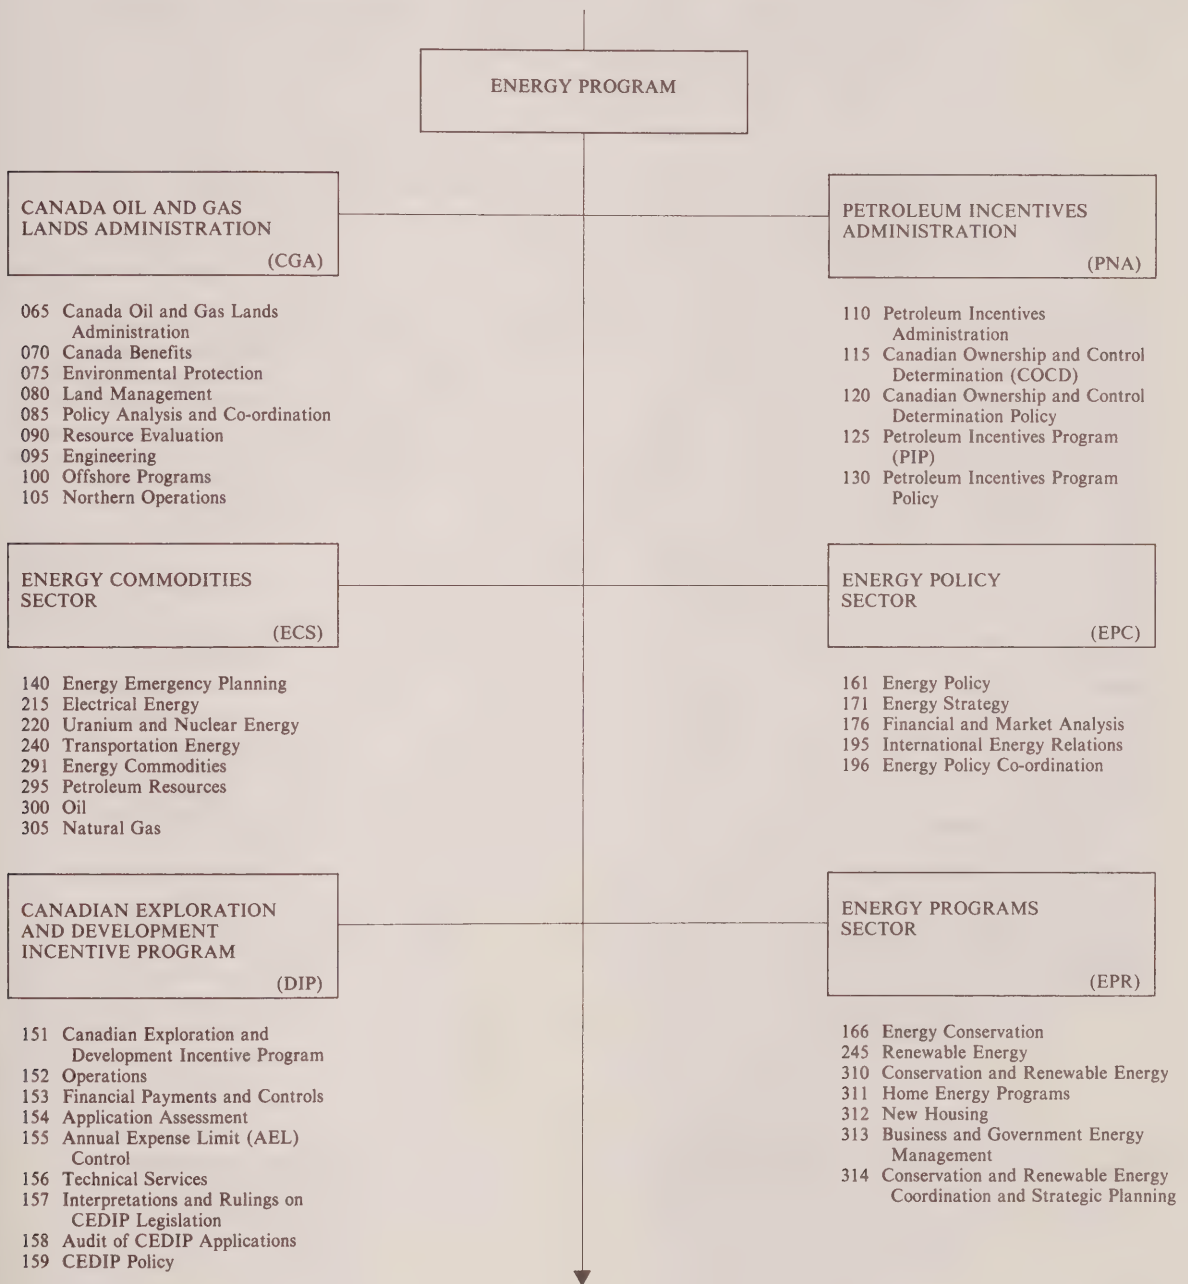 ENERGY PROGRAM
CANADA OIL AND GAS
LANDS ADMINISTRATION
(CGA)
065 Canada Oil and Gas Lands
Administration
070 Canada Benefits
075 Environmental Protection
080 Land Management
085 Policy Analysis and Co-ordination
090 Resource Evaluation
095 Engineering
100 Offshore Programs
105 Northern Operations
PETROLEUM INCENTIVES
ADMINISTRATION
(PNA)
110 Petroleum Incentives
Administration
115 Canadian Ownership and Control
Determination (COCD)
120 Canadian Ownership and Control
Determination Policy
125 Petroleum Incentives Program
(PIP)
130 Petroleum Incentives Program
Policy
ENERGY COMMODITIES
SECTOR
(ECS)
140 Energy Emergency Planning
215 Electrical Energy
220 Uranium and Nuclear Energy
240 Transportation Energy
291 Energy Commodities
295 Petroleum Resources
300 Oil
305 Natural Gas
ENERGY POLICY
SECTOR
(EPC)
161 Energy Policy
171 Energy Strategy
176 Financial and Market Analysis
195 International Energy Relations
196 Energy Policy Co-ordination
CANADIAN EXPLORATION
AND DEVELOPMENT
INCENTIVE PROGRAM
(DIP)
151 Canadian Exploration and
Development Incentive Program
152 Operations
153 Financial Payments and Controls
154 Application Assessment
155 Annual Expense Limit (AEL)
Control
156 Technical Services
157 Interpretations and Rulings on
CEDIP Legislation
158 Audit of CEDIP Applications
159 CEDIP Policy
ENERGY PROGRAMS
SECTOR
(EPR)
166 Energy Conservation
245 Renewable Energy
310 Conservation and Renewable Energy
311 Home Energy Programs
312 New Housing
313 Business and Government Energy
Management
314 Conservation and Renewable Energy
Coordination and Strategic Planning